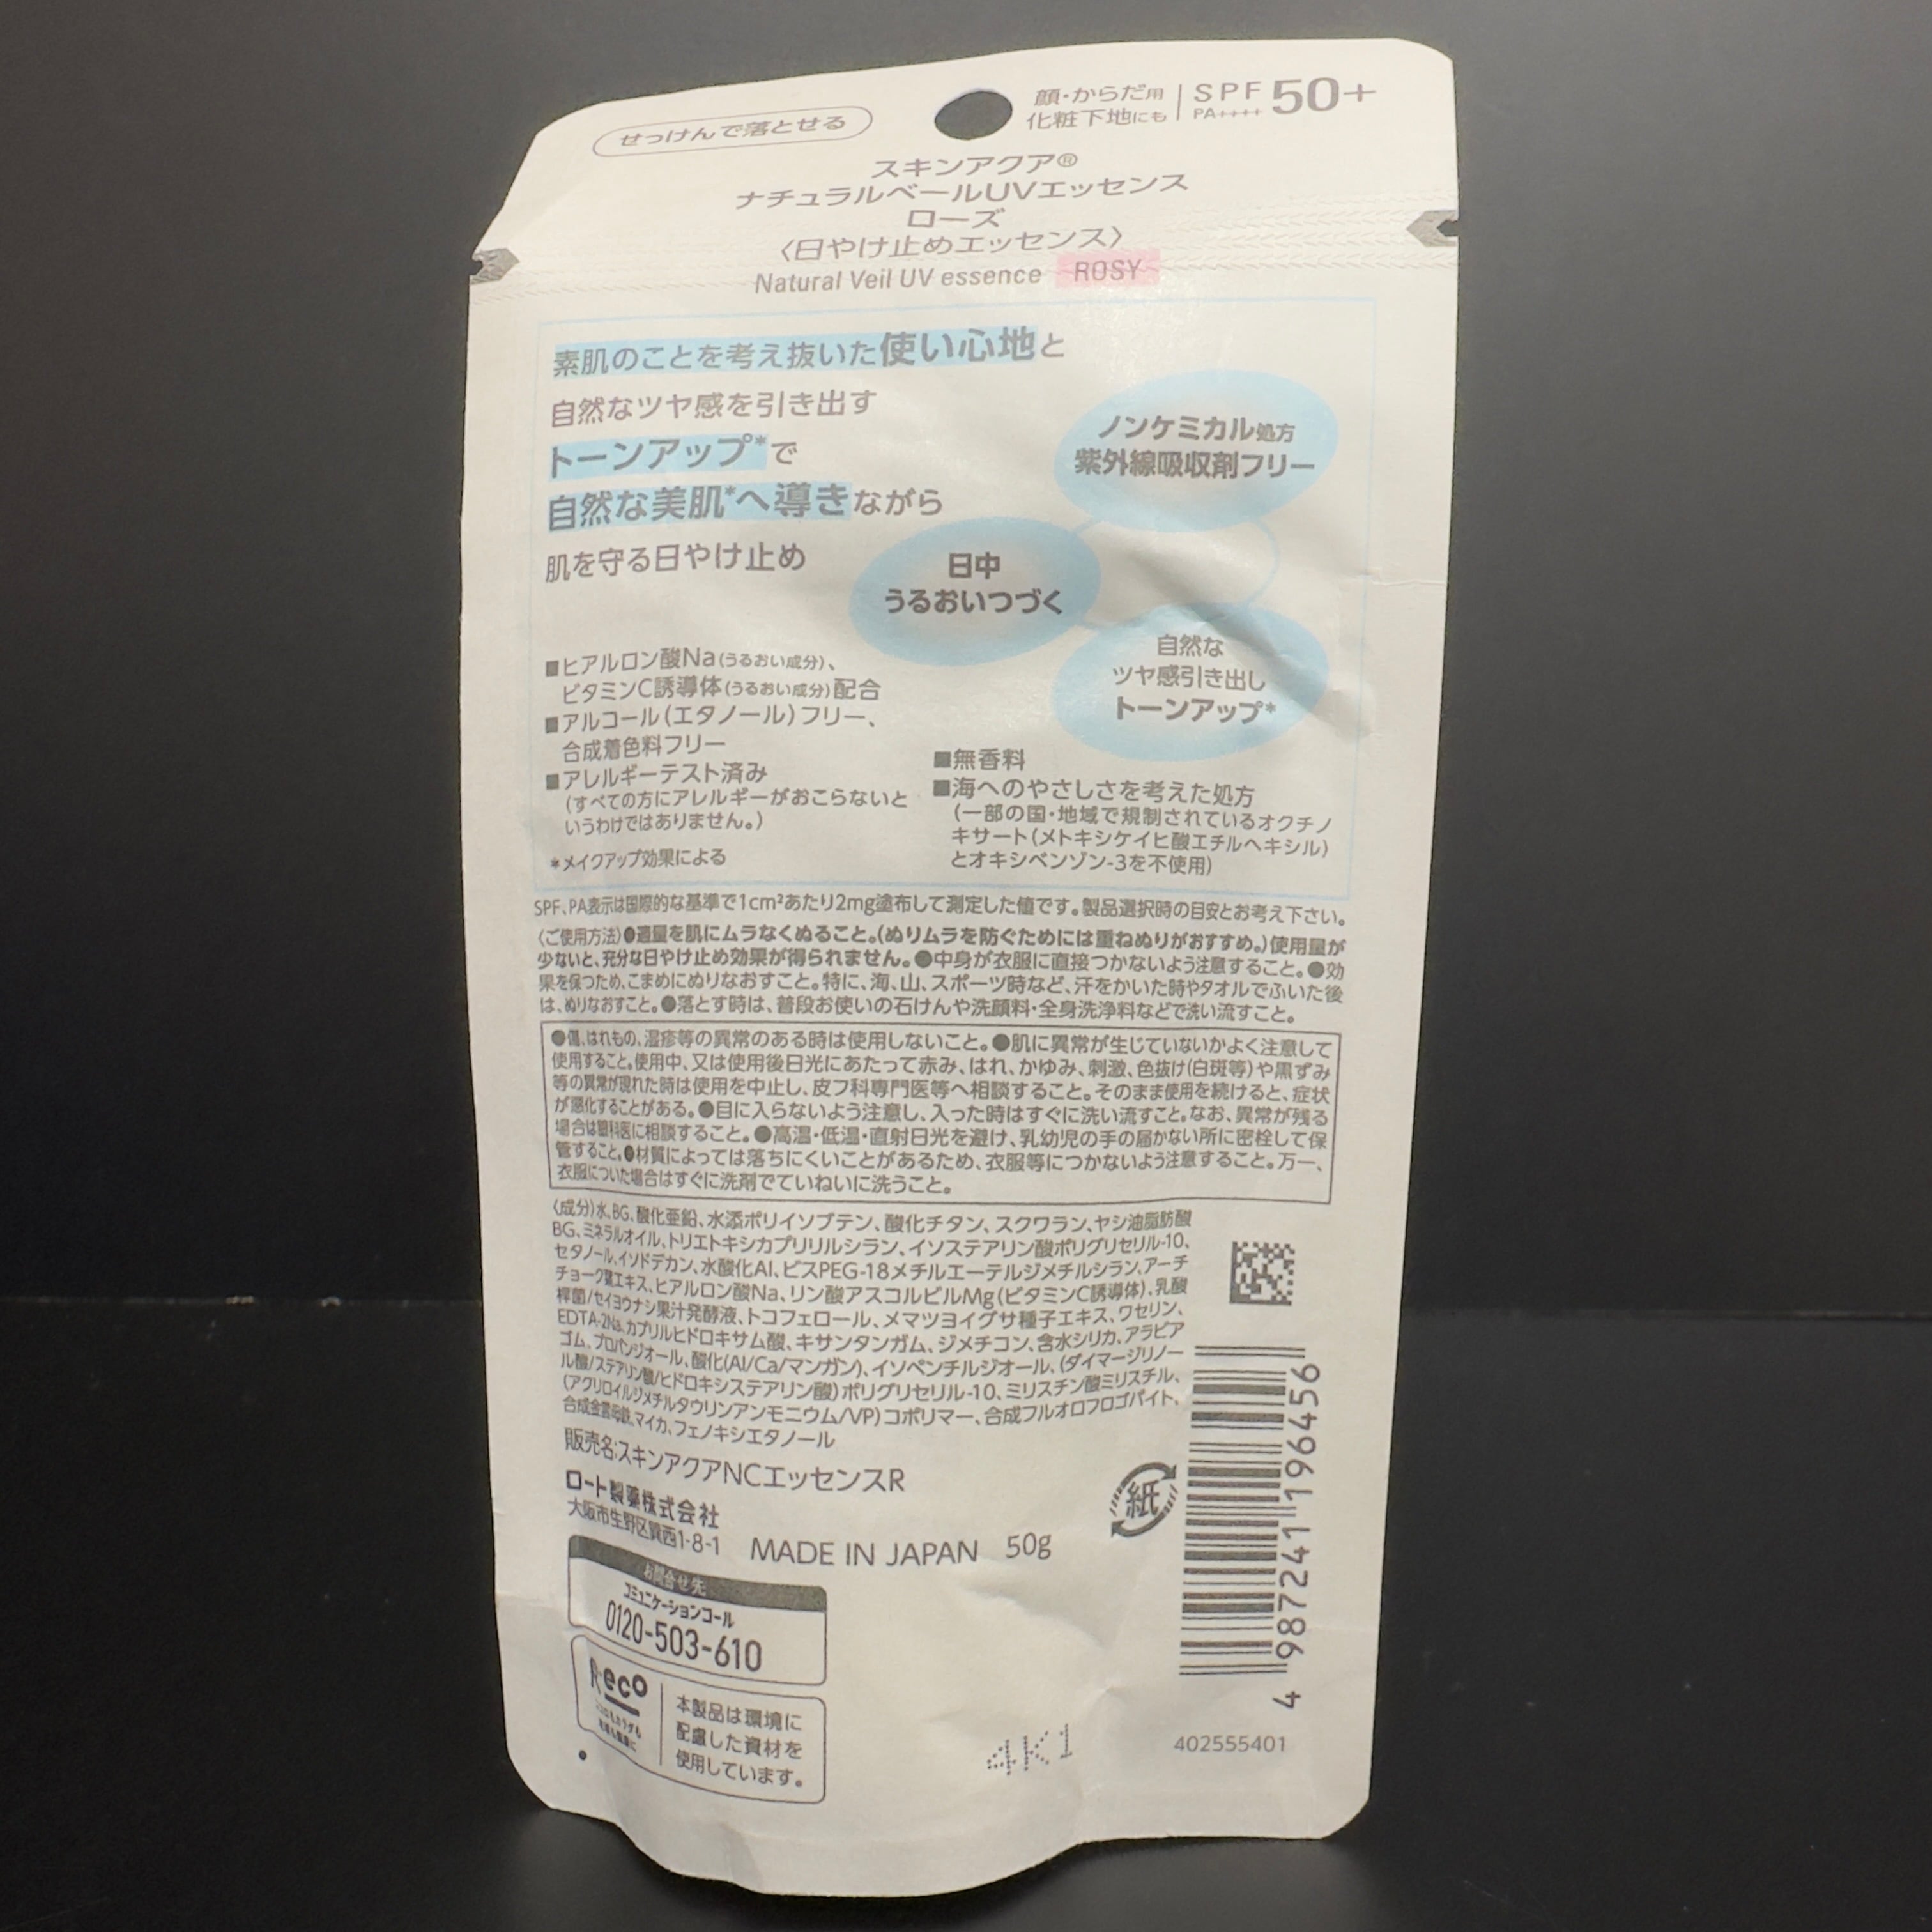 せっけんで落とせる
顔・からだ用
化粧下地にも
SPF 50+
PA++++
スキンアクア®
ナチュラルベールUVエッセンス
ローズ
〈日やけ止めエッセンス〉
Natural Veil UV essence ROSY
素肌のことを考え抜いた使い心地と
自然なツヤ感を引き出す
トーンアップ*で
自然な美肌*へ導きながら
肌を守る日やけ止め
ノンケミカル処方
紫外線吸収剤フリー
日中
うるおいつづく
自然な
ツヤ感引き出し
トーンアップ*
■ヒアルロン酸Na(うるおい成分)、
ビタミンC誘導体(うるおい成分)配合
■アルコール(エタノール)フリー、
合成着色料フリー
■アレルギーテスト済み
(すべての方にアレルギーがおこらないと
いうわけではありません。)
*メイクアップ効果による
■無香料
■海へのやさしさを考えた処方
(一部の国・地域で規制されているオクチノ
キサート(メトキシケイヒ酸エチルヘキシル)
とオキシベンゾン-3を不使用)
SPF、PA表示は国際的な基準で1cm²あたり2mg塗布して測定した値です。製品選択時の目安とお考え下さい。
〈ご使用方法〉●適量を肌にムラなくぬること。(ぬりムラを防ぐためには重ねぬりがおすすめ。)使用量が
少ないと、充分な日やけ止め効果が得られません。●中身が衣服に直接つかないよう注意すること。●効
果を保つため、こまめにぬりなおすこと。特に、海、山、スポーツ時など、汗をかいた時やタオルでふいた後
は、ぬりなおすこと。●落とす時は、普段お使いの石けんや洗顔料・全身洗浄料などで洗い流すこと。
●傷、はれもの、湿疹等の異常のある時は使用しないこと。●肌に異常が生じていないかよく注意して
使用すること。使用中、又は使用後日光にあたって赤み、はれ、かゆみ、刺激、色抜け(白斑等)や黒ずみ
等の異常が現れた時は使用を中止し、皮フ科専門医等へ相談すること。そのまま使用を続けると、症状
が悪化することがある。●目に入らないよう注意し、入った時はすぐに洗い流すこと。なお、異常が残る
場合は眼科医に相談すること。●高温・低温・直射日光を避け、乳幼児の手の届かない所に密栓して保
管すること。●材質によっては落ちにくいことがあるため、衣服等につかないよう注意すること。万一、
衣服についた場合はすぐに洗剤でていねいに洗うこと。
〈成分〉水、BG、酸化亜鉛、水添ポリイソブテン、酸化チタン、スクワラン、ヤシ油脂肪酸
BG、ミネラルオイル、トリエトキシカプリリルシラン、イソステアリン酸ポリグリセリル-10、
セタノール、イソドデカン、水酸化Al、ビスPEG-18メチルエーテルジメチルシラン、アーチ
チョーク葉エキス、ヒアルロン酸Na、リン酸アスコルビルMg(ビタミンC誘導体)、乳酸
桿菌/セイヨウナシ果汁発酵液、トコフェロール、メマツヨイグサ種子エキス、ワセリン、
EDTA-2Na、カプリルヒドロキサム酸、キサンタンガム、ジメチコン、含水シリカ、アラビア
ゴム、プロパンジオール、酸化(Al/Ca/マンガン)、イソペンチルジオール、(ダイマージリノー
ル酸/ステアリン酸/ヒドロキシステアリン酸)ポリグリセリル-10、ミリスチン酸ミリスチル、
(アクリロイルジメチルタウリンアンモニウム/VP)コポリマー、合成フルオロフロゴパイト、
合成金雲母鉄、マイカ、フェノキシエタノール
販売名:スキンアクアNCエッセンスR
ロート製薬株式会社
大阪市生野区巽西1-8-1
MADE IN JAPAN 50g
紙
お問合せ先
コミュニケーションコール
0120-503-610
Reco
本製品は環境に
配慮した資材を
使用しています。
4K1
4 987241 196456
402555401